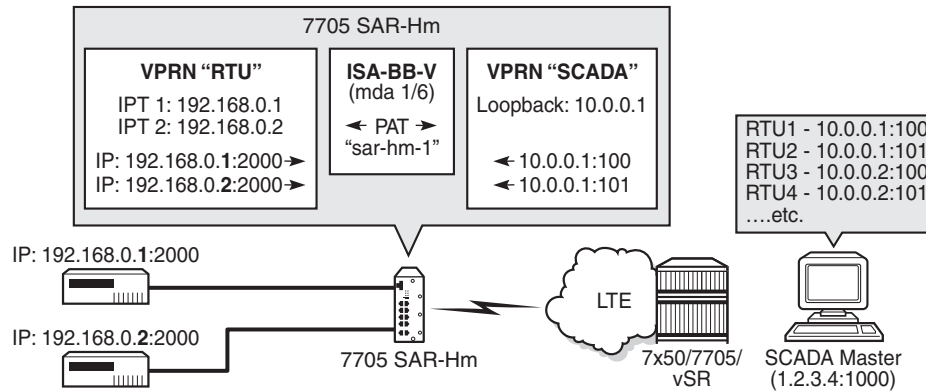 7705 SAR-Hm
VPRN “RTU”
IPT 1: 192.168.0.1
IPT 2: 192.168.0.2
IP: 192.168.0.1:2000
IP: 192.168.0.2:2000
ISA-BB-V
(mda 1/6)
PAT
“sar-hm-1”
VPRN “SCADA”
Loopback: 10.0.0.1
10.0.0.1:100
10.0.0.1:101
RTU1 - 10.0.0.1:100
RTU2 - 10.0.0.1:101
RTU3 - 10.0.0.2:100
RTU4 - 10.0.0.2:101
....etc.
IP: 192.168.0.1:2000
IP: 192.168.0.2:2000
7705 SAR-Hm
LTE
7x50/7705/
vSR
SCADA Master
(1.2.3.4:1000)